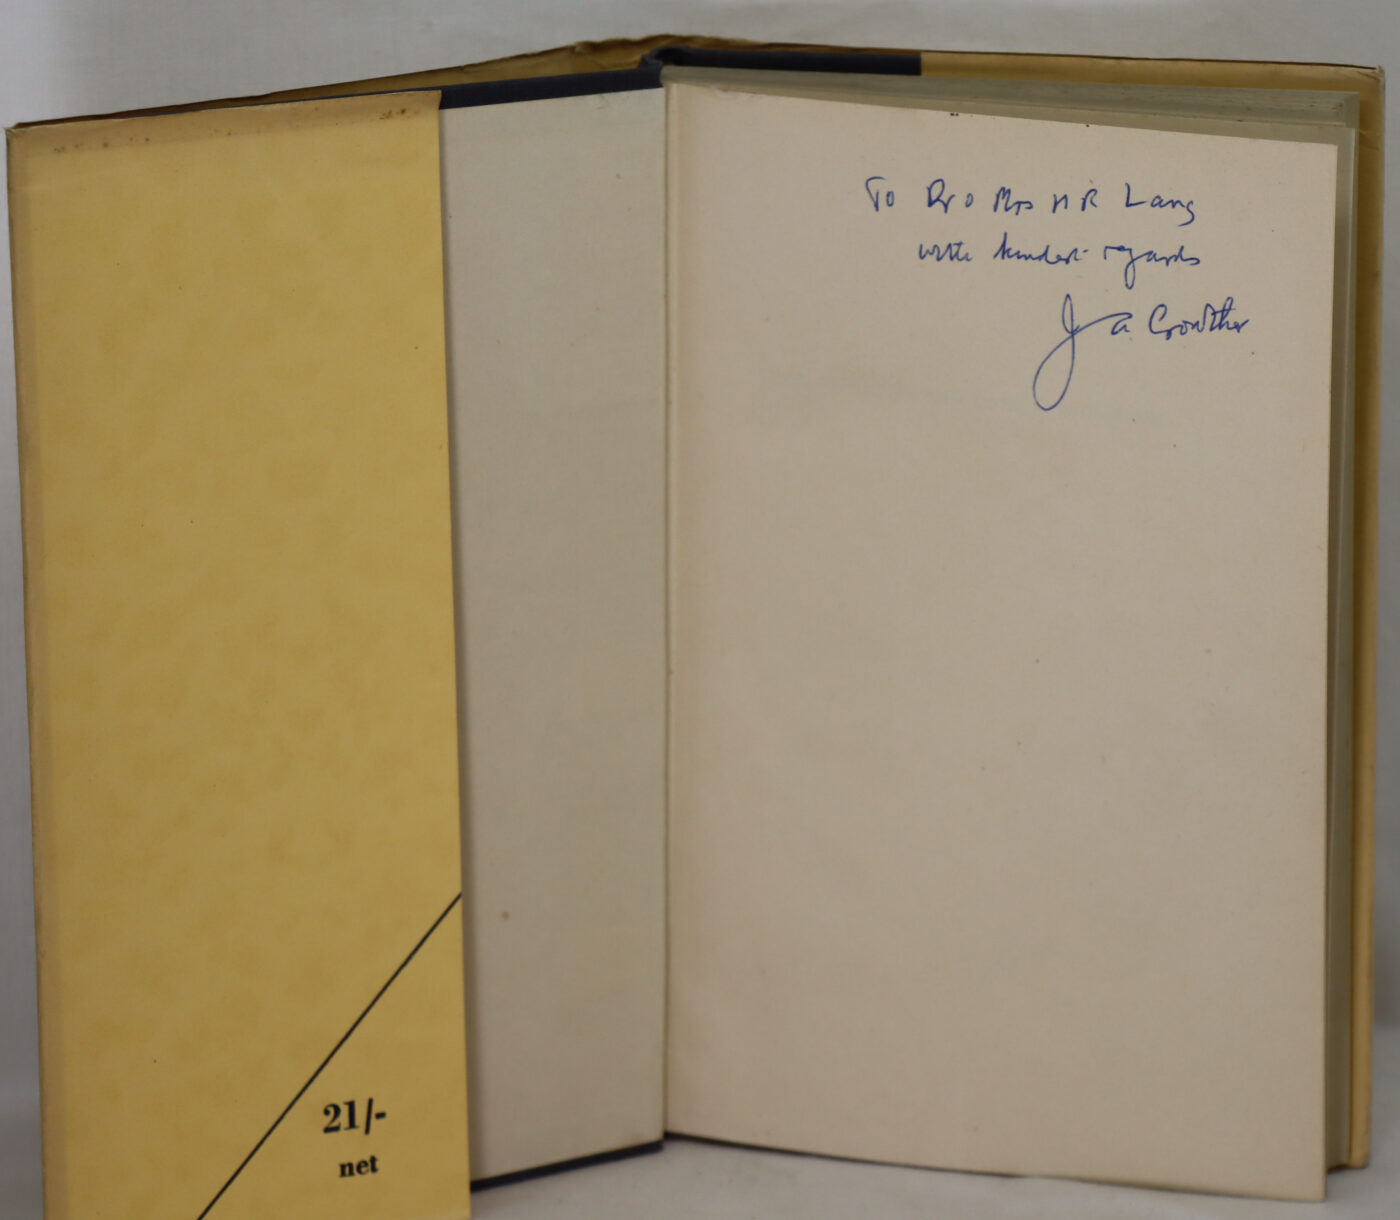 21/-
net
To Dr & Mrs H R Lang
with kindest regards
J A Crowther